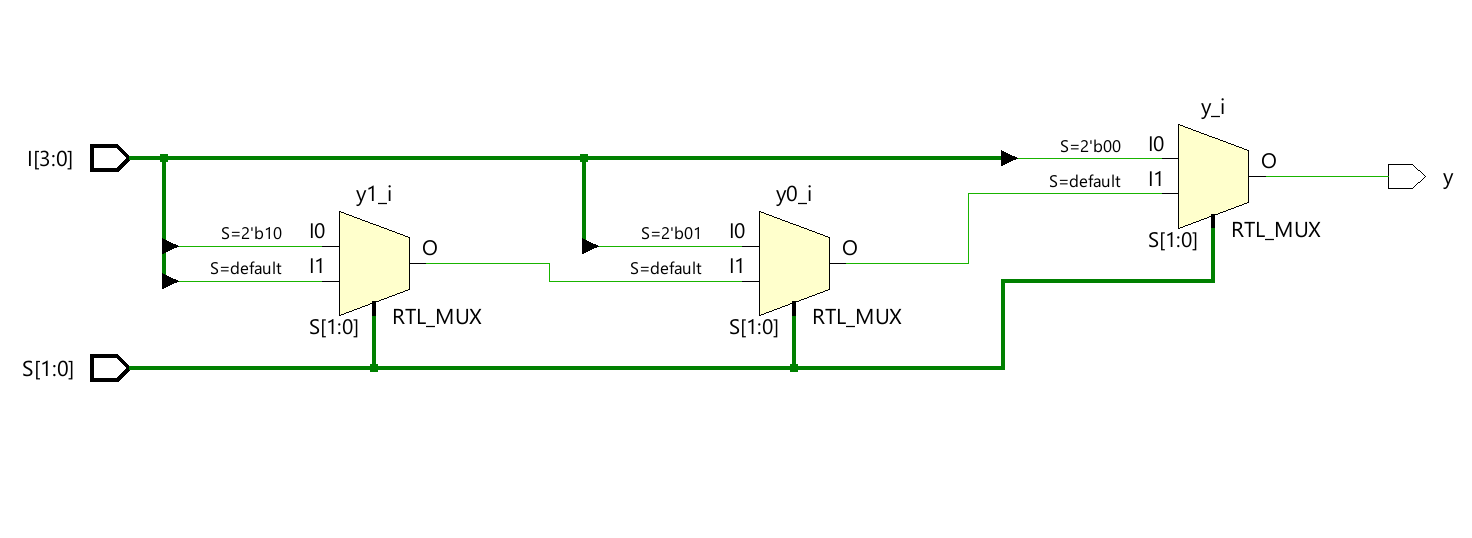 y_i
I[3:0]
S=2'b00
I0
O
S=default
I1
y
S[1:0]
RTL_MUX
y1_i
S=2'b10
I0
O
S=default
I1
S[1:0]
RTL_MUX
y0_i
S=2'b01
I0
O
S=default
I1
S[1:0]
RTL_MUX
S[1:0]